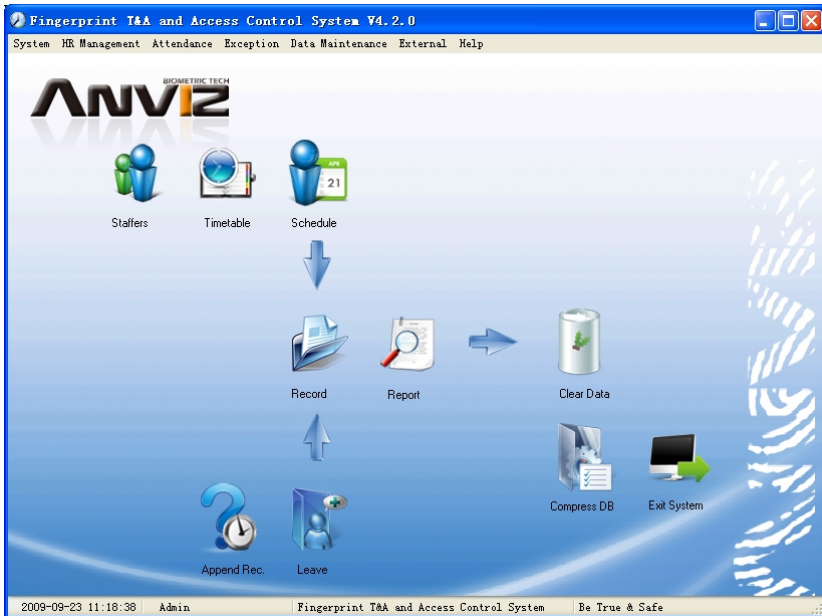 Fingerprint T&A and Access Control System V4.2.0
System HR Management Attendance Exception Data Maintenance External Help
BIOMETRIC TECH
ANVIZ
APR
21
Staffers Timetable Schedule
Record Report Clear Data
Compress DB Exit System
Append Rec. Leave
2009-09-23 11:18:38 Admin Fingerprint T&A and Access Control System Be True & Safe